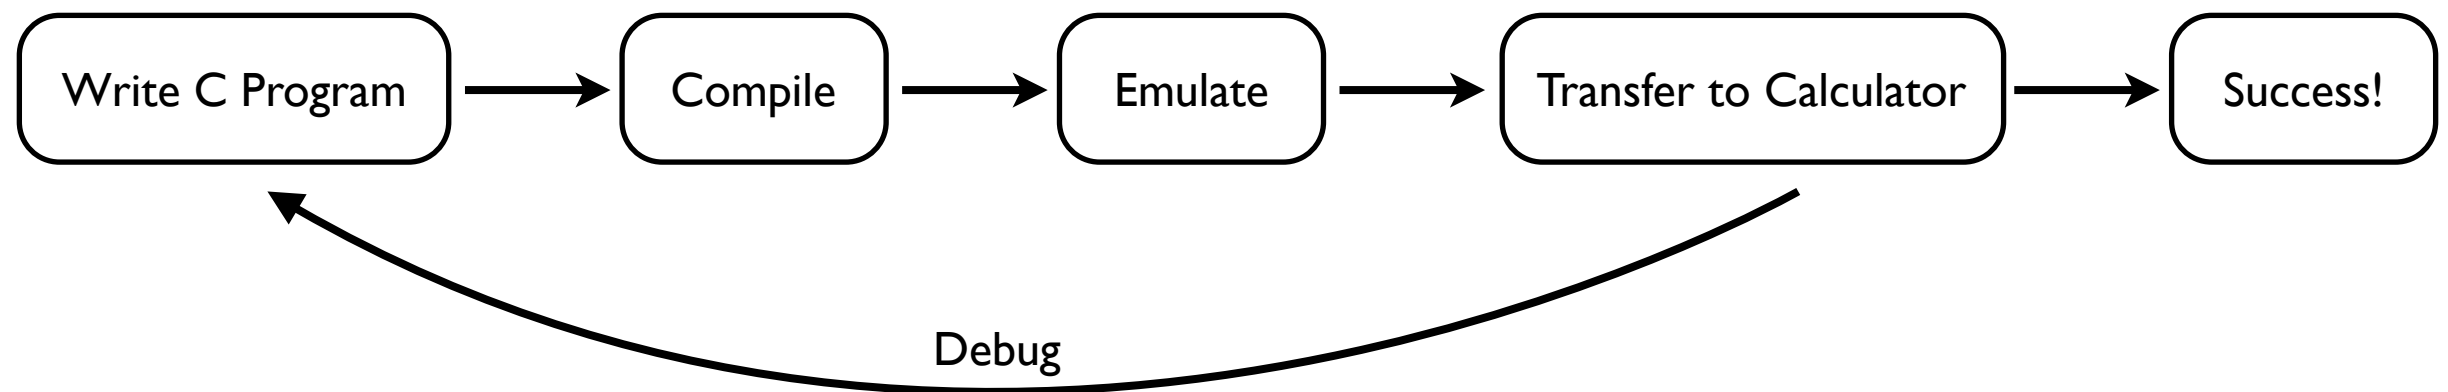 Write C Program
Compile
Emulate
Transfer to Calculator
Success!
Debug